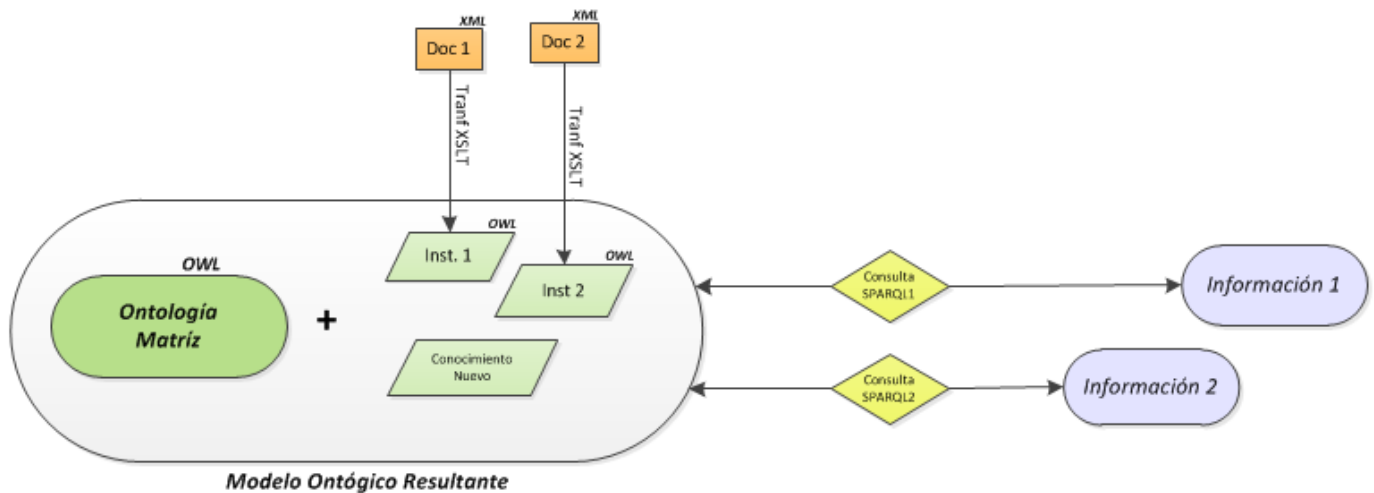 XML
Doc 1
XML
Doc 2
Tranf XSLT
Tranf XSLT
OWL
Inst. 1
OWL
Inst 2
OWL
Ontología
Matríz
+
Conocimiento
Nuevo
Consulta
SPARQL1
Información 1
Consulta
SPARQL2
Información 2
Modelo Ontógico Resultante